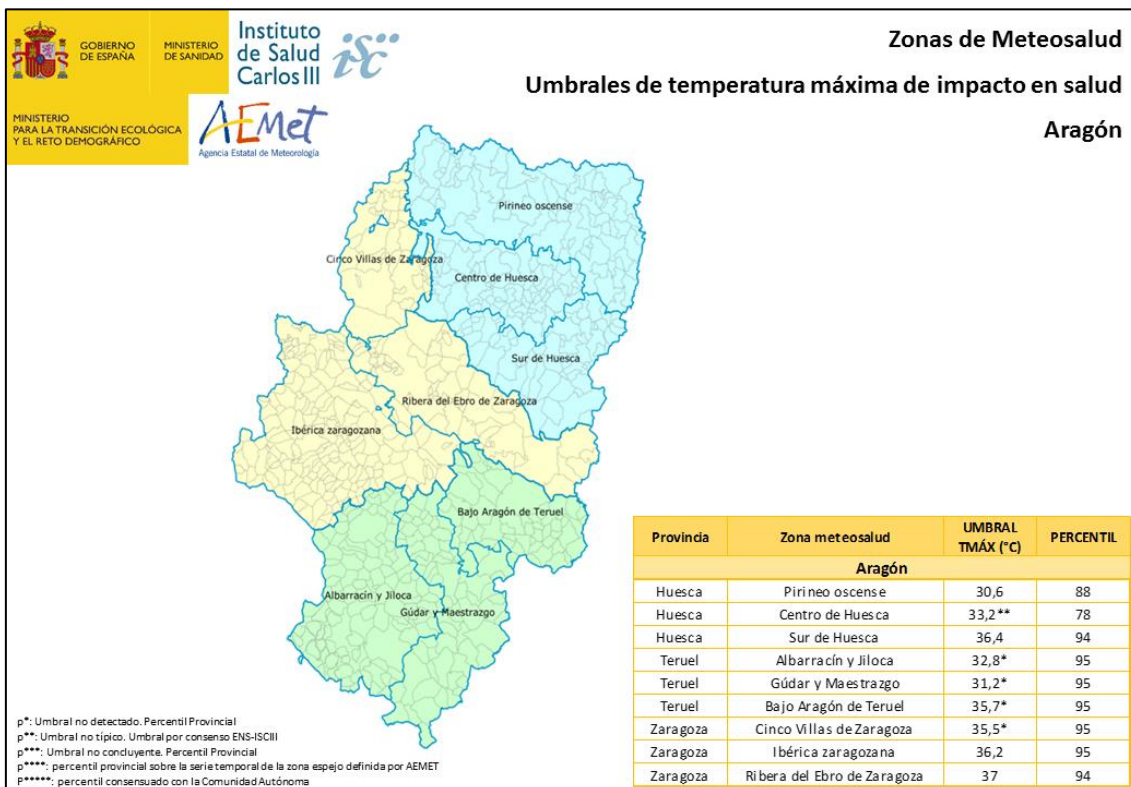 GOBIERNO
DE ESPAÑA
MINISTERIO
DE SANIDAD
Instituto
de Salud
Carlos III
isc
MINISTERIO
PARA LA TRANSICIÓN ECOLÓGICA
Y EL RETO DEMOGRÁFICO
AEMet
Agencia Estatal de Meteorología
Zonas de Meteosalud
Umbrales de temperatura máxima de impacto en salud
Aragón
Pirineo oscense
Cinco Villas de Zaragoza
Centro de Huesca
Sur de Huesca
Ribera del Ebro de Zaragoza
Ibérica zaragozana
Bajo Aragón de Teruel
Albarracín y Jiloca
Gúdar y Maestrazgo
Provincia Zona meteosalud UMBRAL TMÁX (°C) PERCENTIL
Aragón
Huesca Pirineo oscense 30,6 88
Huesca Centro de Huesca 33,2** 78
Huesca Sur de Huesca 36,4 94
Teruel Albarracín y Jiloca 32,8* 95
Teruel Gúdar y Maestrazgo 31,2* 95
Teruel Bajo Aragón de Teruel 35,7* 95
Zaragoza Cinco Villas de Zaragoza 35,5* 95
Zaragoza Ibérica zaragozana 36,2 95
Zaragoza Ribera del Ebro de Zaragoza 37 94
p*: Umbral no detectado. Percentil Provincial
p**: Umbral no típico. Umbral por consenso ENS-ISCIII
p***: Umbral no concluyente. Percentil Provincial
p****: percentil provincial sobre la serie temporal de la zona espejo definida por AEMET
P*****: percentil consensuado con la Comunidad Autónoma